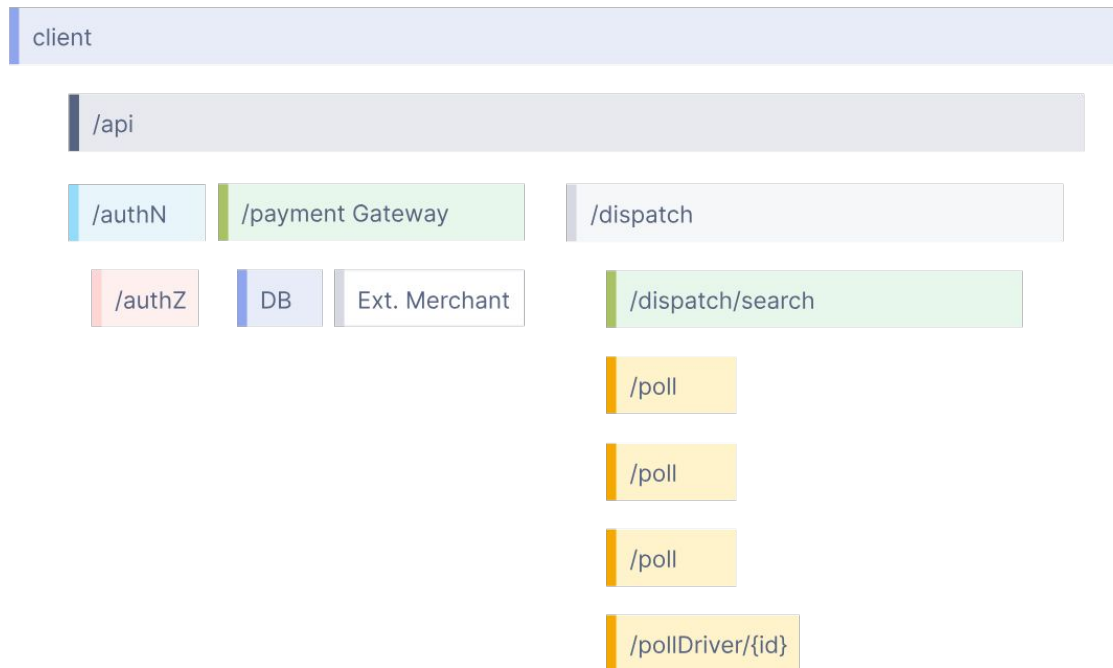 client
/api
/authN
/payment Gateway
/dispatch
/authZ
DB
Ext. Merchant
/dispatch/search
/poll
/poll
/poll
/pollDriver/{id}